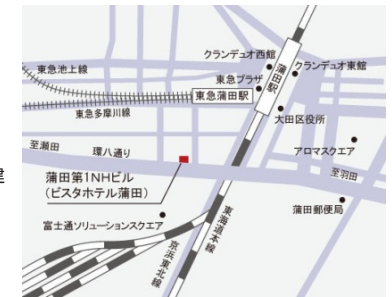 クランデュオ西館
クランデュオ東館
東急池上線
東急プラザ
蒲田駅
東急蒲田駅
東急多摩川線
大田区役所
至瀬田
環八通り
アロマスクエア
至羽田
建
蒲田第1NHビル
(ビスタホテル蒲田)
蒲田郵便局
富士通ソリューションスクエア
東海道本線
京浜東北線